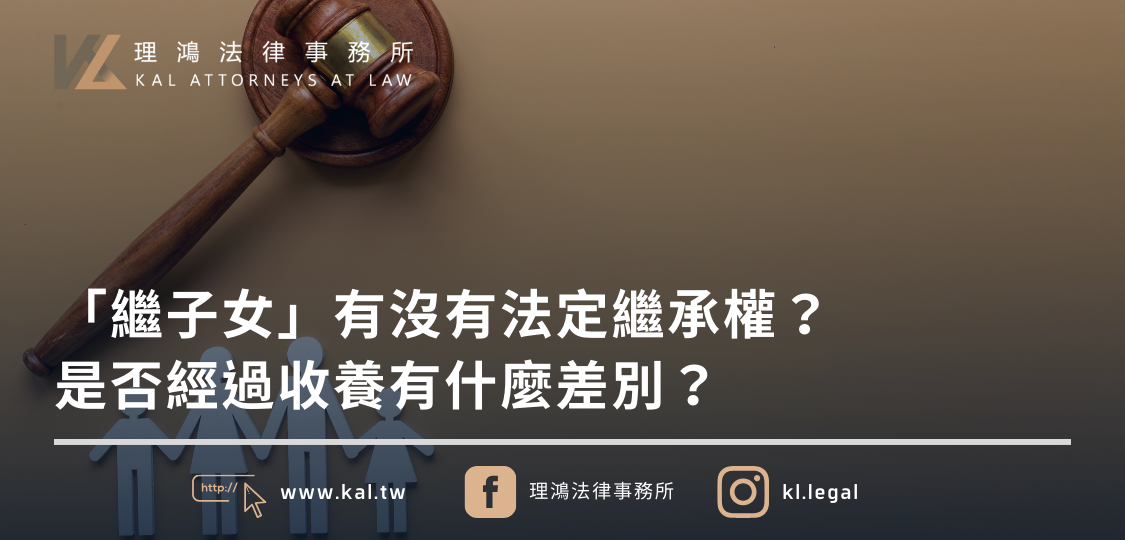 理鴻法律事務所
KAL ATTORNEYS AT LAW
「繼子女」有沒有法定繼承權？
是否經過收養有什麼差別？
http://
www.kal.tw
理鴻法律事務所
kl.legal